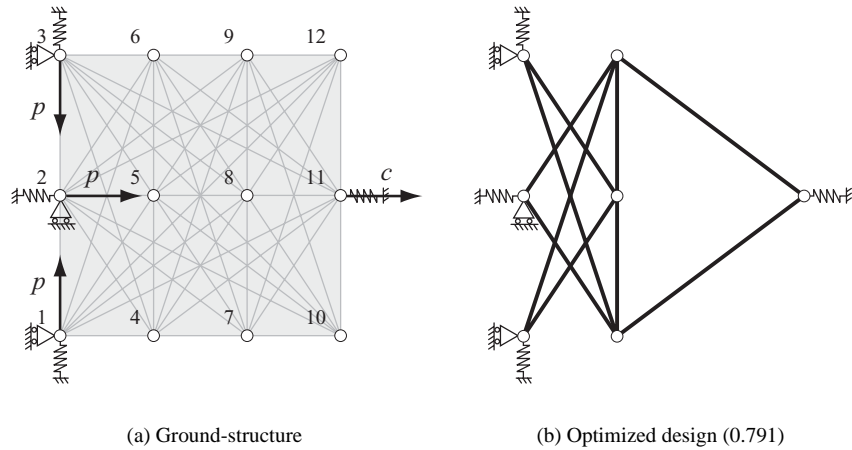 3 6 9 12
p
2 p 5 8 11 c
p
1 4 7 10
(a) Ground-structure
(b) Optimized design (0.791)